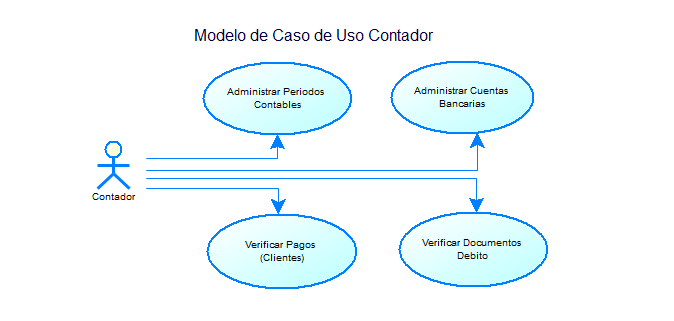 Modelo de Caso de Uso Contador
Administrar Periodos
Contables
Administrar Cuentas
Bancarias
Contador
Verificar Pagos
(Clientes)
Verificar Documentos
Debito